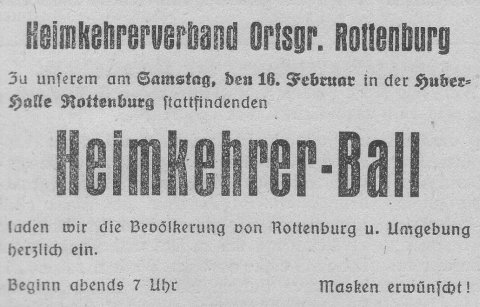 Heimkehrerverband Ortsgr. Rottenburg
Zu unserem am Samstag, den 16. Februar in der Huber-
Halle Rottenburg stattfindenden
Heimkehrer-Ball
laden wir die Bevölkerung von Rottenburg u. Umgebung
herzlich ein.
Beginn abends 7 Uhr Masken erwünscht!